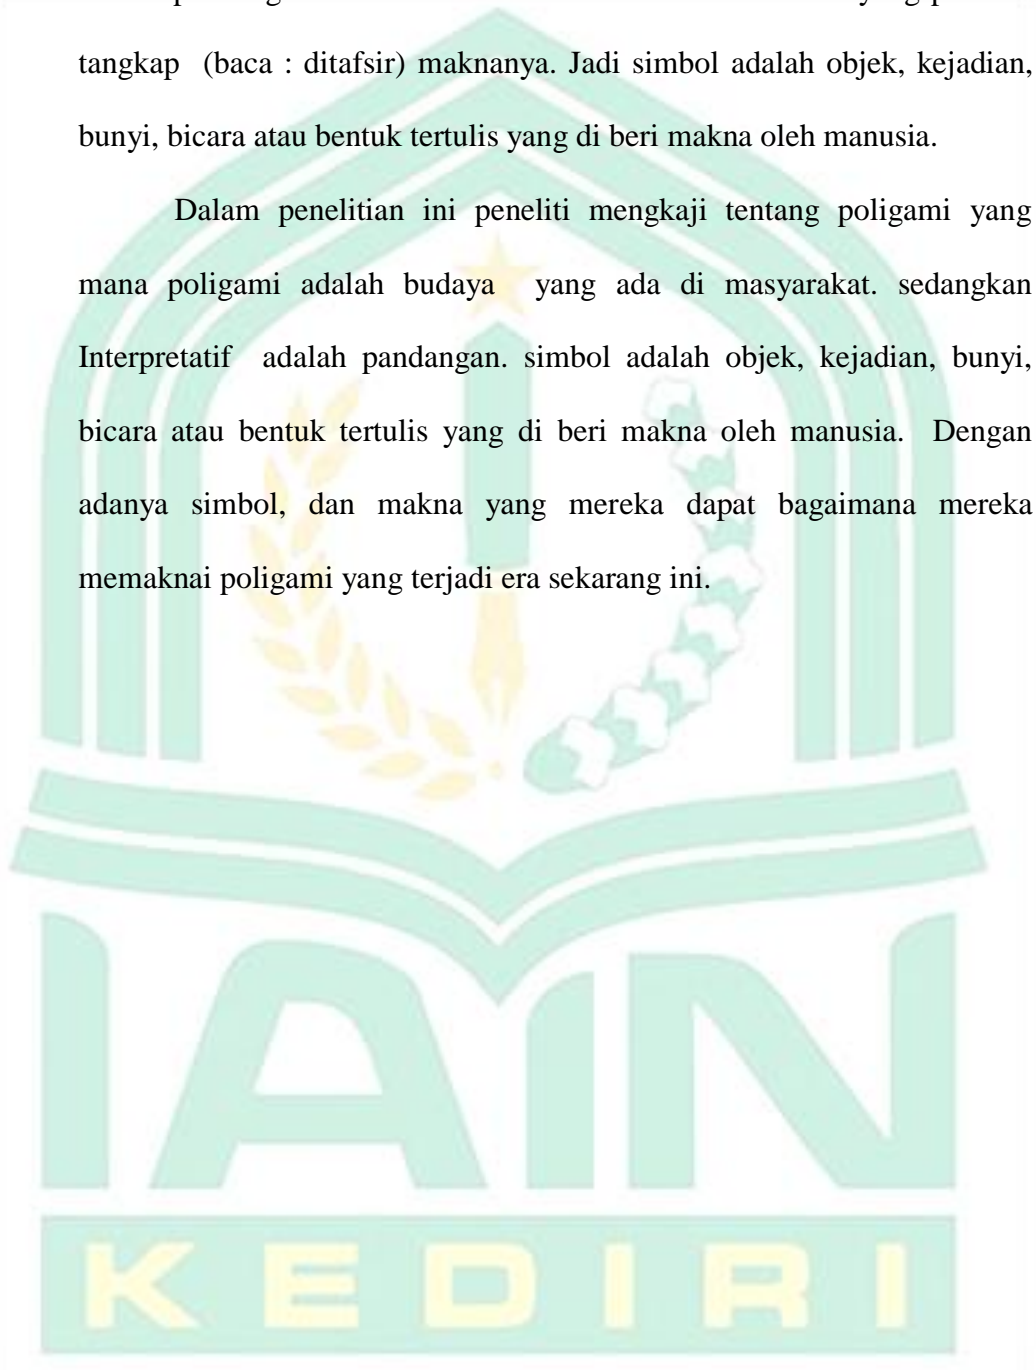 tangkap (baca : ditafsir) maknanya. Jadi simbol adalah objek, kejadian,
bunyi, bicara atau bentuk tertulis yang di beri makna oleh manusia.
Dalam penelitian ini peneliti mengkaji tentang poligami yang
mana poligami adalah budaya yang ada di masyarakat. sedangkan
Interpretatif adalah pandangan. simbol adalah objek, kejadian, bunyi,
bicara atau bentuk tertulis yang di beri makna oleh manusia. Dengan
adanya simbol, dan makna yang mereka dapat bagaimana mereka
memaknai poligami yang terjadi era sekarang ini.
IAIN
KEDIRI